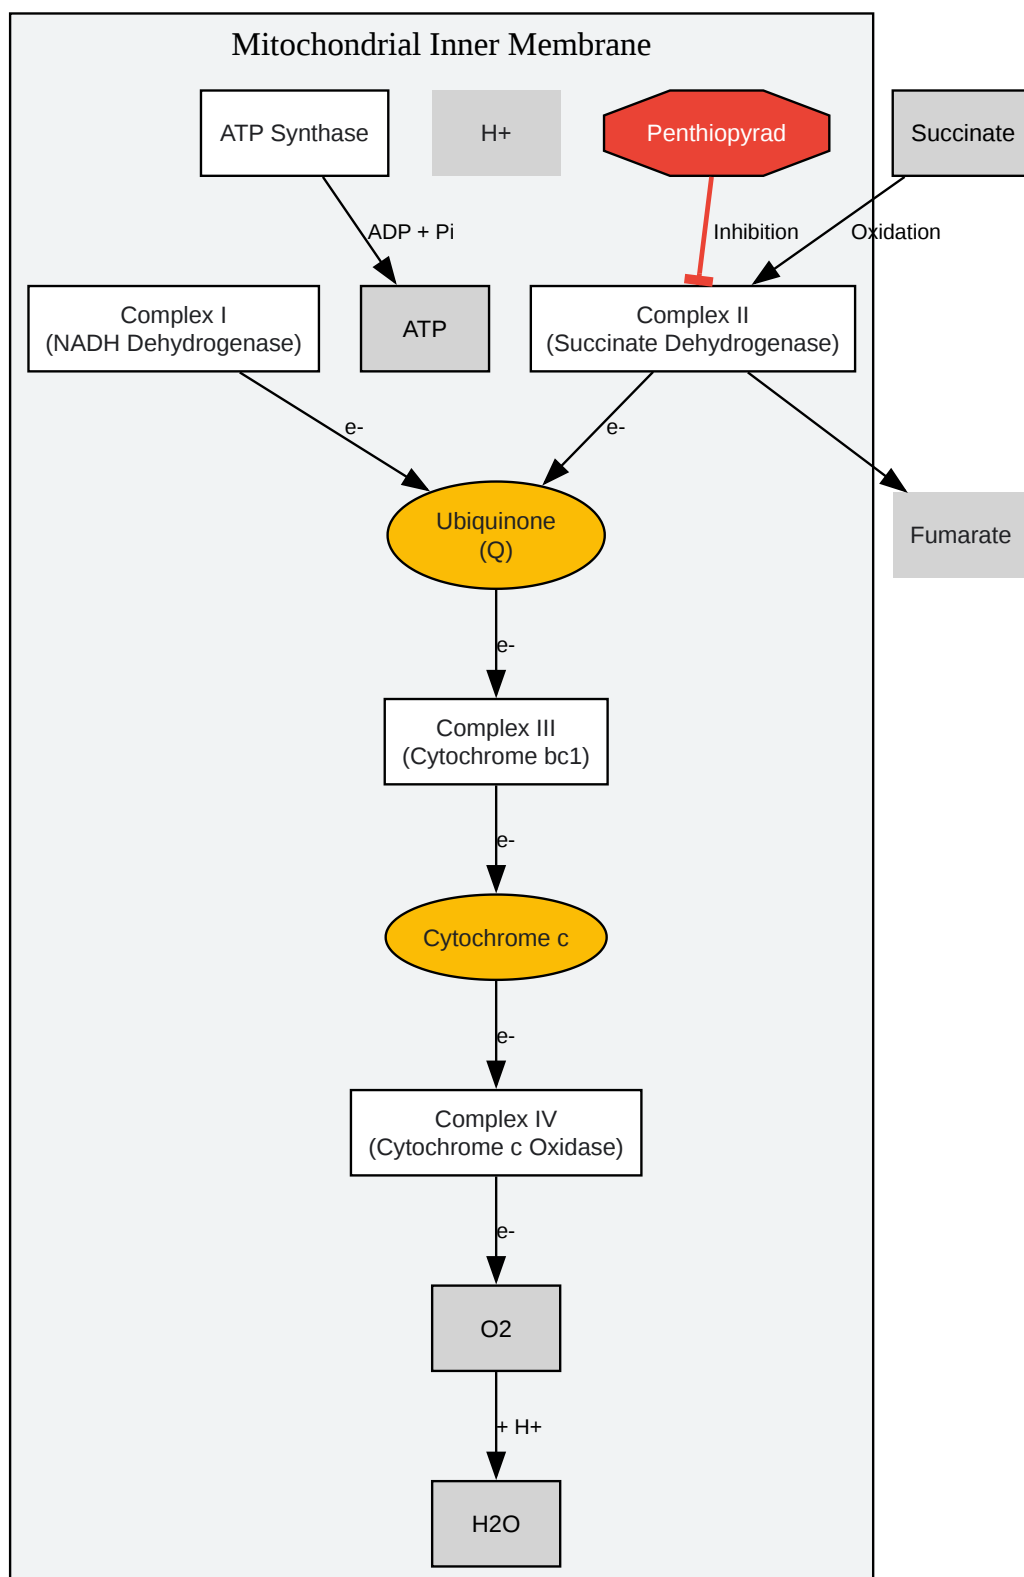 Mitochondrial Inner Membrane
ATP Synthase
H+
Penthiopyrad
Succinate
ADP + Pi
Inhibition
Oxidation
Complex I
(NADH Dehydrogenase)
ATP
Complex II
(Succinate Dehydrogenase)
e-
e-
Ubiquinone
(Q)
Fumarate
e-
Complex III
(Cytochrome bc1)
e-
Cytochrome c
e-
Complex IV
(Cytochrome c Oxidase)
e-
O2
+ H+
H2O